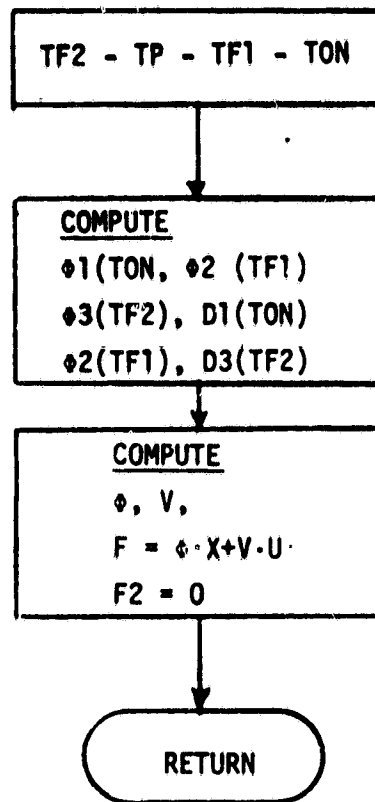 TF2 - TP - TF1 - TON
COMPUTE
Φ1(TON, Φ2 (TF1)
Φ3(TF2), D1(TON)
Φ2(TF1), D3(TF2)
COMPUTE
Φ, V,
F = Φ·X+V·U·
F2 = 0
RETURN